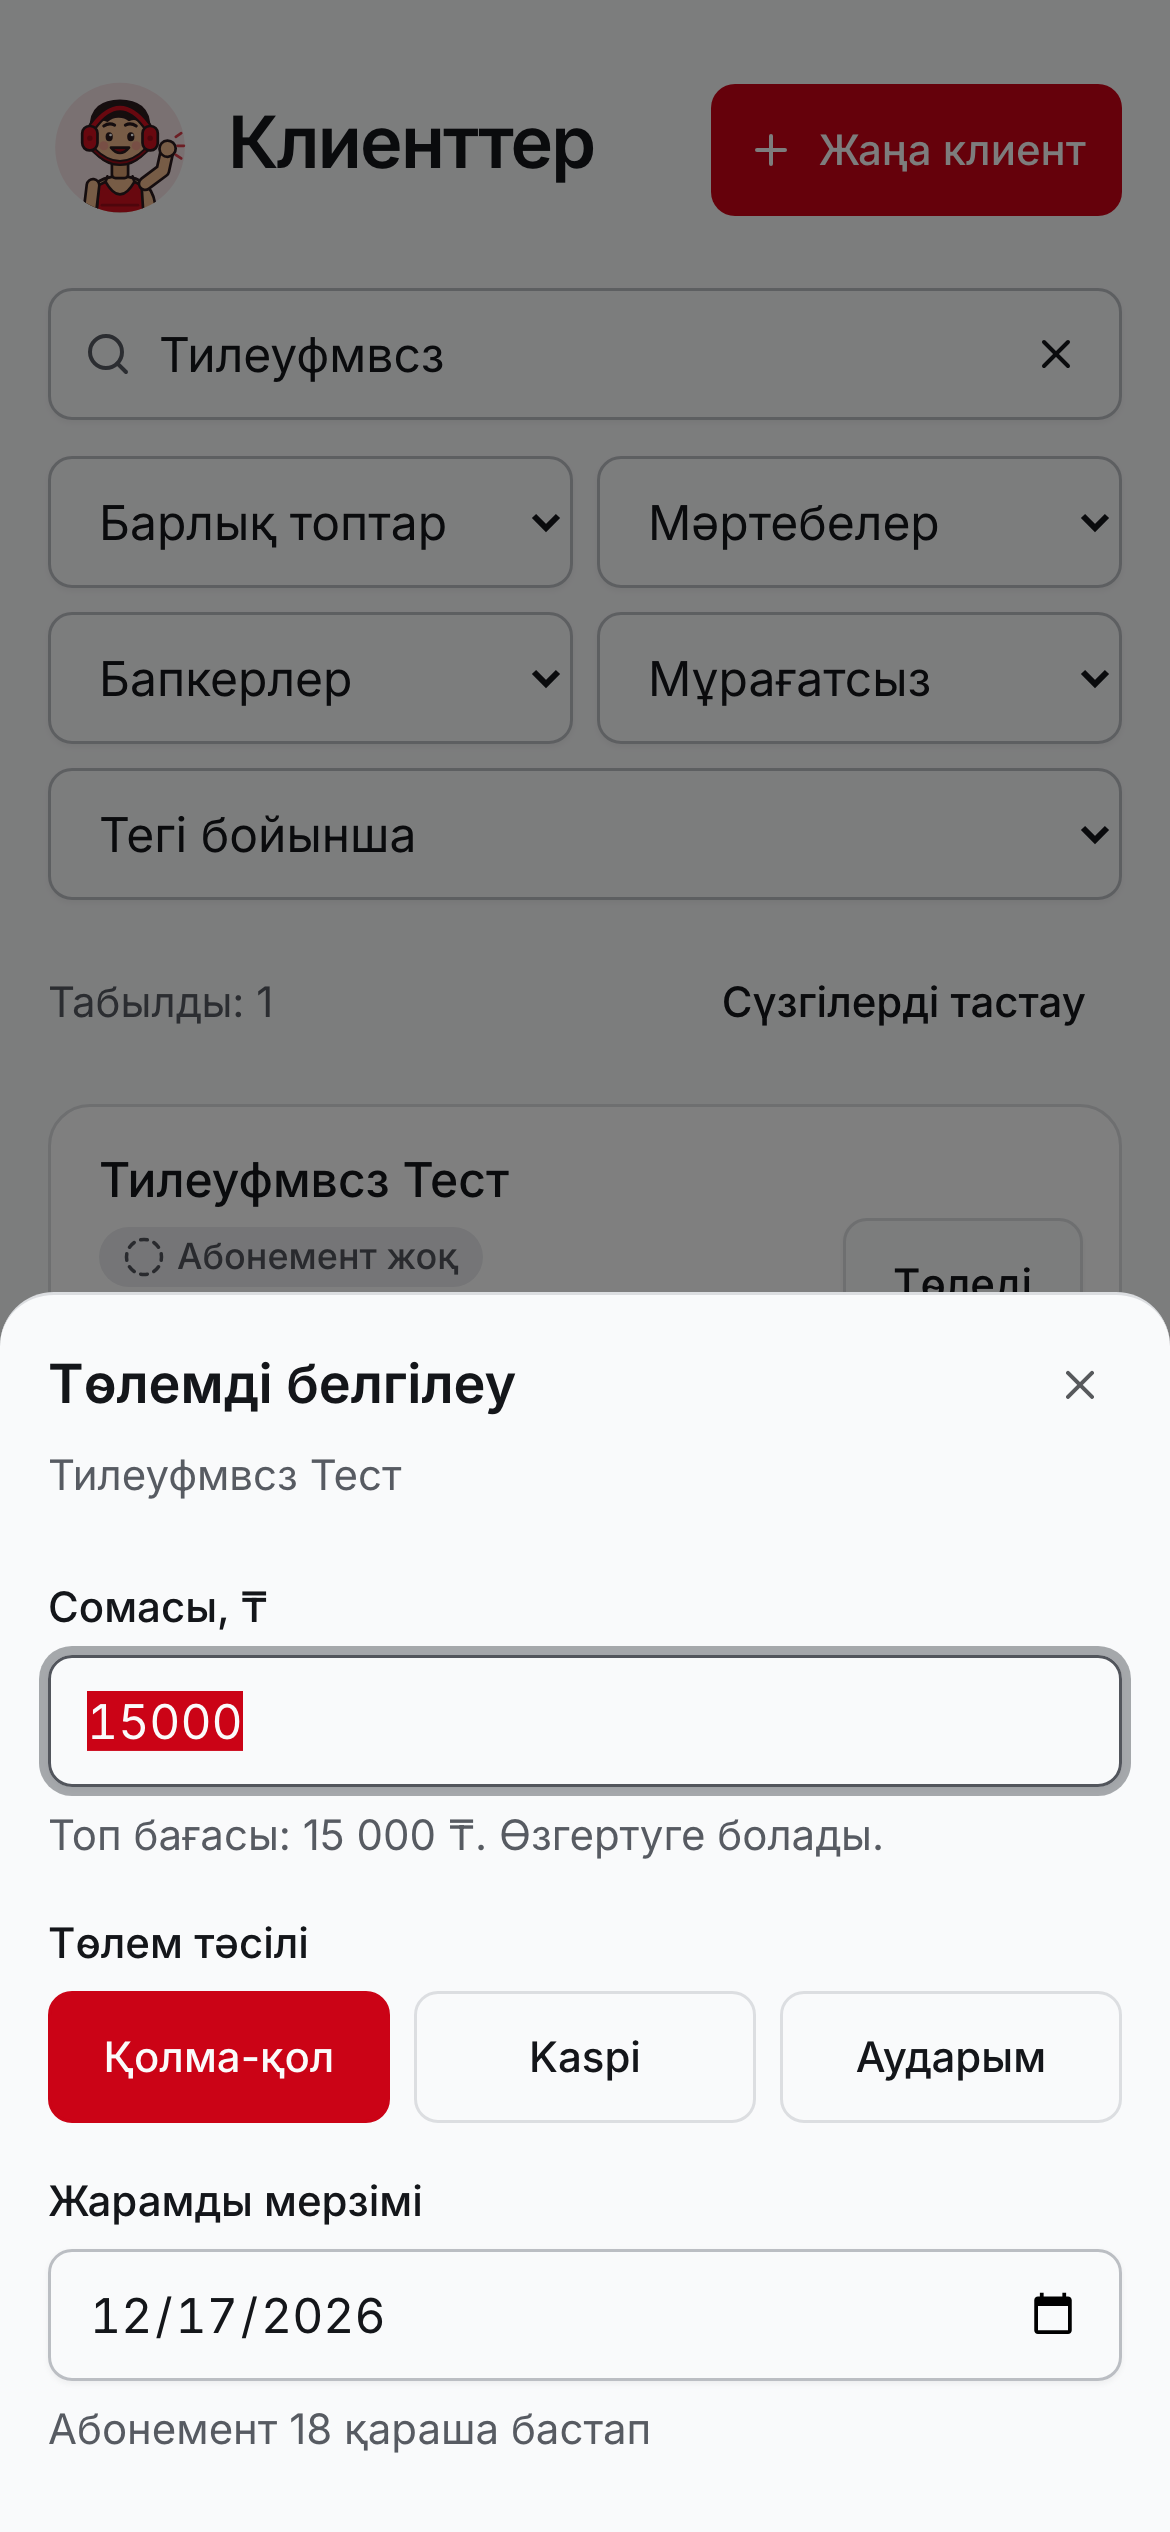 Клиенттер
+ Жаңа клиент
Тилеуфмвсз
Барлық топтар
Мәртебелер
Бапкерлер
Мұрағатсыз
Тегі бойынша
Табылды: 1
Сүзгілерді тастау
Тилеуфмвсз Тест
Абонемент жоқ
Төледі
Төлемді белгілеу
Тилеуфмвсз Тест
Сомасы, ₸
15000
Топ бағасы: 15 000 ₸. Өзгертуге болады.
Төлем тәсілі
Қолма-қол
Kaspi
Аударым
Жарамды мерзімі
12/17/2026
Абонемент 18 қараша бастап